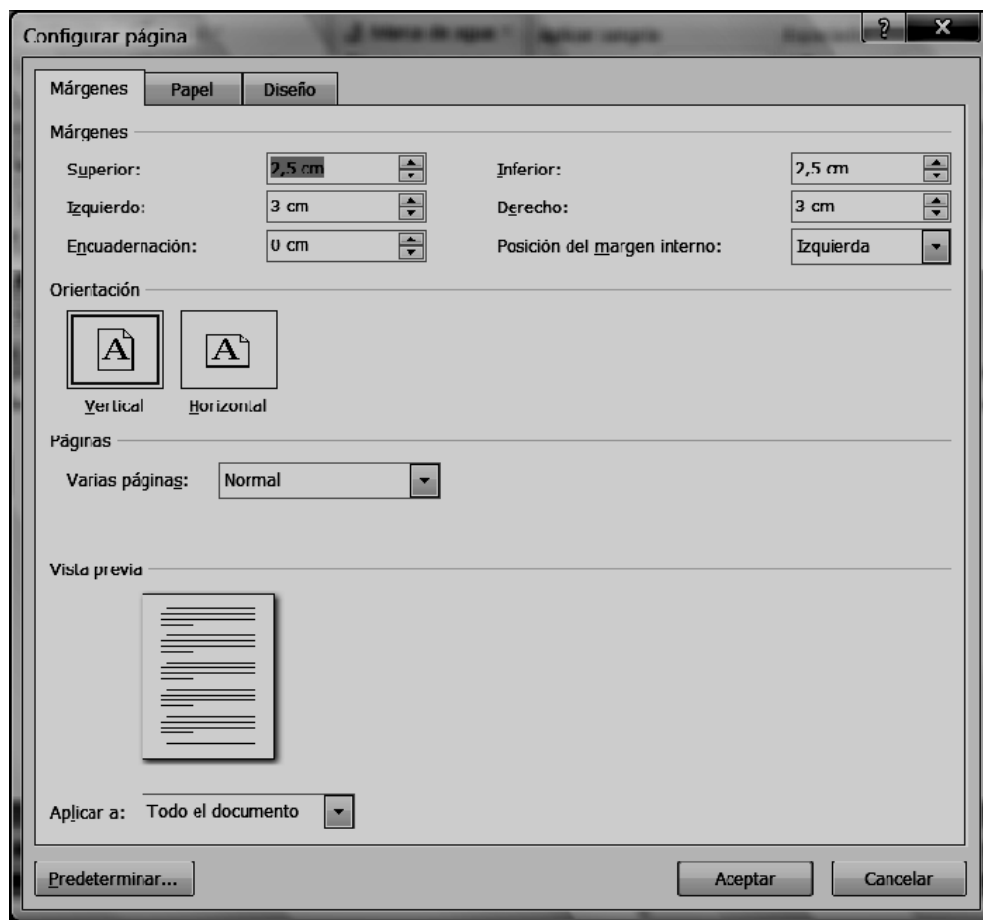 Configurar página
Márgenes Papel Diseño
Márgenes
Superior: 2,5 cm Inferior: 2,5 cm
Izquierdo: 3 cm Derecho: 3 cm
Encuadernación: 0 cm Posición del margen interno: Izquierda
Orientación
A A
Vertical Horizontal
Páginas
Varias páginas: Normal
Vista previa
Aplicar a: Todo el documento
Predeterminar... Aceptar Cancelar